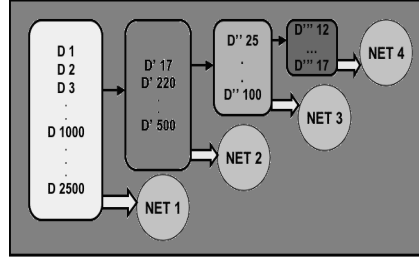 D 1
D 2
D 3
.
.
D 1000
.
.
.
D 2500
NET 1
D' 17
D' 220
.
.
D' 500
NET 2
D'' 25
.
.
D'' 100
NET 3
D''' 12
...
D''' 17
NET 4